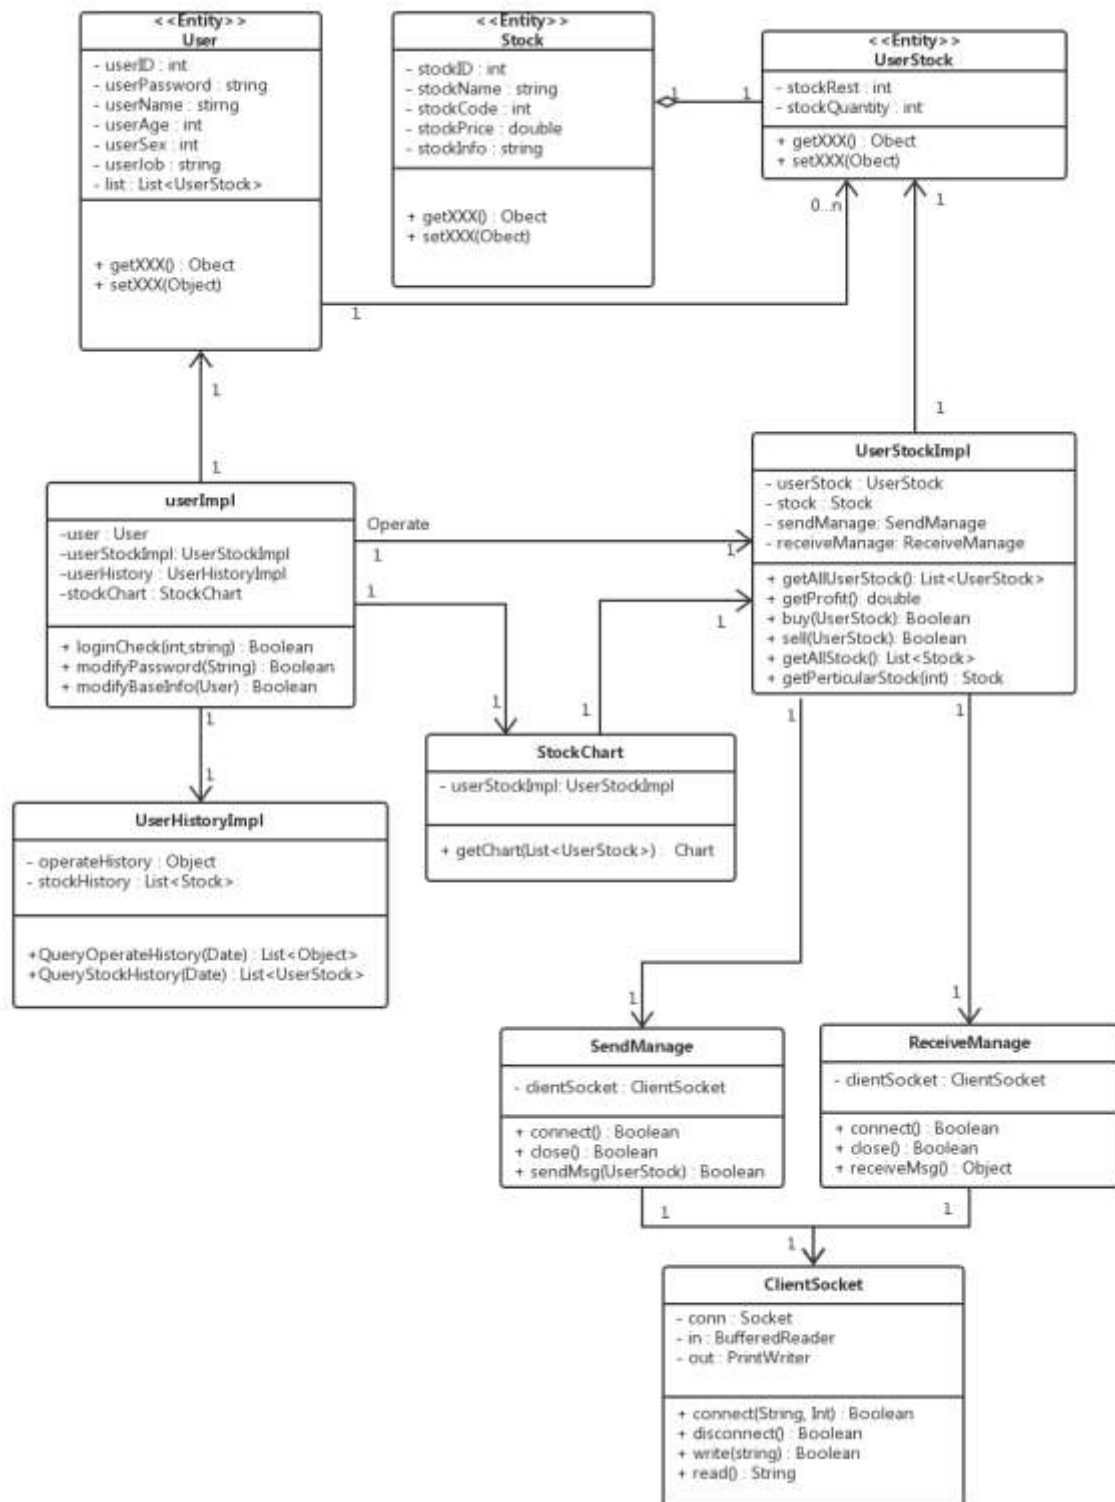 <<Entity>>
User
- userID : int
- userPassword : string
- userName : stirng
- userAge : int
- userSex : int
- userJob : string
- list : List<UserStock>
+ getXXX() : Obect
+ setXXX(Object)
<<Entity>>
Stock
- stockID : int
- stockName : string
- stockCode : int
- stockPrice : double
- stockInfo : string
+ getXXX() : Obect
+ setXXX(Obect)
1
1
<<Entity>>
UserStock
- stockRest : int
- stockQuantity : int
+ getXXX() : Obect
+ setXXX(Obect)
0...n
1
1
1
1
1
userImpl
-user : User
-userStockImpl: UserStockImpl
-userHistory : UserHistoryImpl
-stockChart : StockChart
+ loginCheck(int,string) : Boolean
+ modifyPassword(String) : Boolean
+ modifyBaseInfo(User) : Boolean
Operate
1
1
1
1
UserStockImpl
- userStock : UserStock
- stock : Stock
- sendManage: SendManage
- receiveManage: ReceiveManage
+ getAllUserStock(): List<UserStock>
+ getProfit(): double
+ buy(UserStock): Boolean
+ sell(UserStock): Boolean
+ getAllStock(): List<Stock>
+ getPerticularStock(int) : Stock
1
1
1
1
1
1
StockChart
- userStockImpl: UserStockImpl
+ getChart(List<UserStock>) : Chart
UserHistoryImpl
- operateHistory : Object
- stockHistory : List<Stock>
+QueryOperateHistory(Date) : List<Object>
+QueryStockHistory(Date) : List<UserStock>
1
1
SendManage
- clientSocket : ClientSocket
+ connect() : Boolean
+ close() : Boolean
+ sendMsg(UserStock) : Boolean
ReceiveManage
- clientSocket : ClientSocket
+ connect() : Boolean
+ close() : Boolean
+ receiveMsg() : Object
1
1
1
ClientSocket
- conn : Socket
- in : BufferedReader
- out : PrintWriter
+ connect(String, Int) : Boolean
+ disconnect() : Boolean
+ write(string) : Boolean
+ read() : String